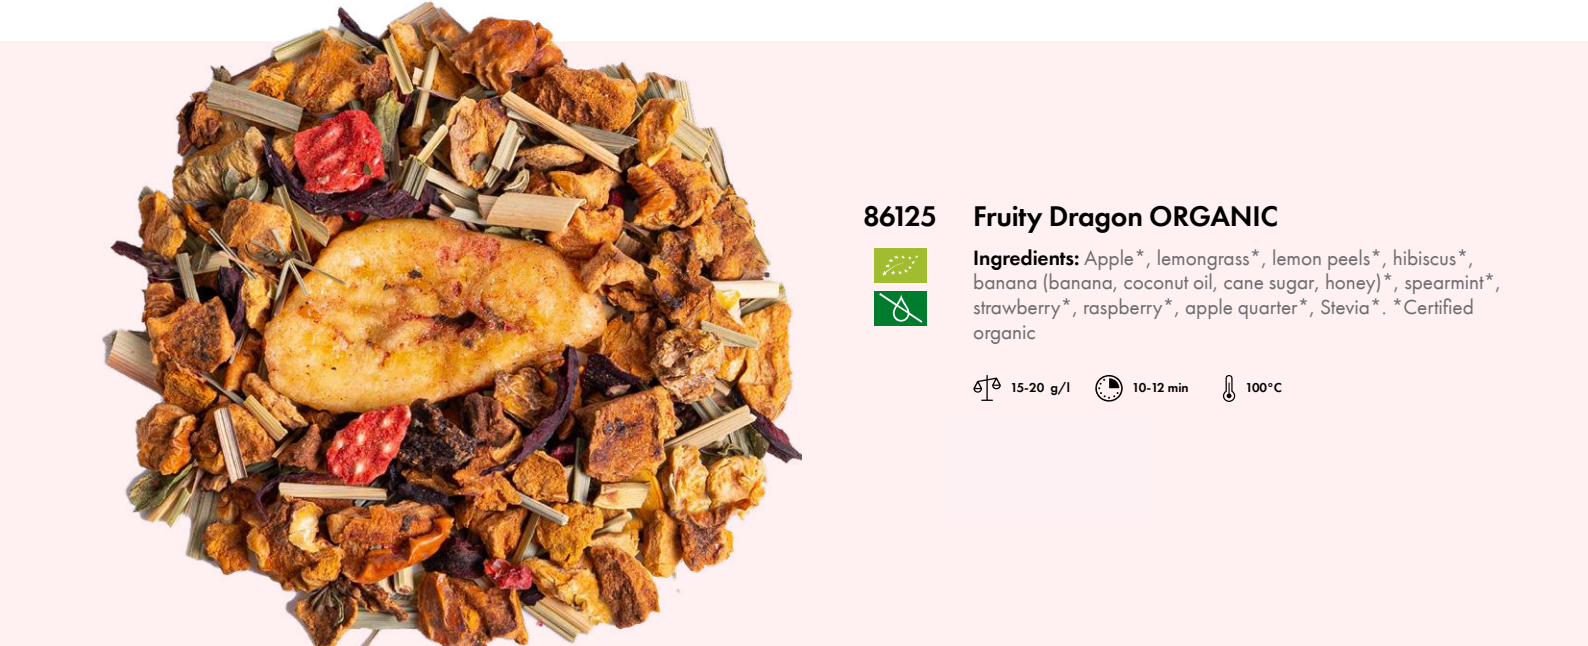 86125 Fruity Dragon ORGANIC
Ingredients: Apple*, lemongrass*, lemon peels*, hibiscus*,
banana (banana, coconut oil, cane sugar, honey)*, spearmint*,
strawberry*, raspberry*, apple quarter*, Stevia*. *Certified
organic
15-20 g/l 10-12 min 100°C